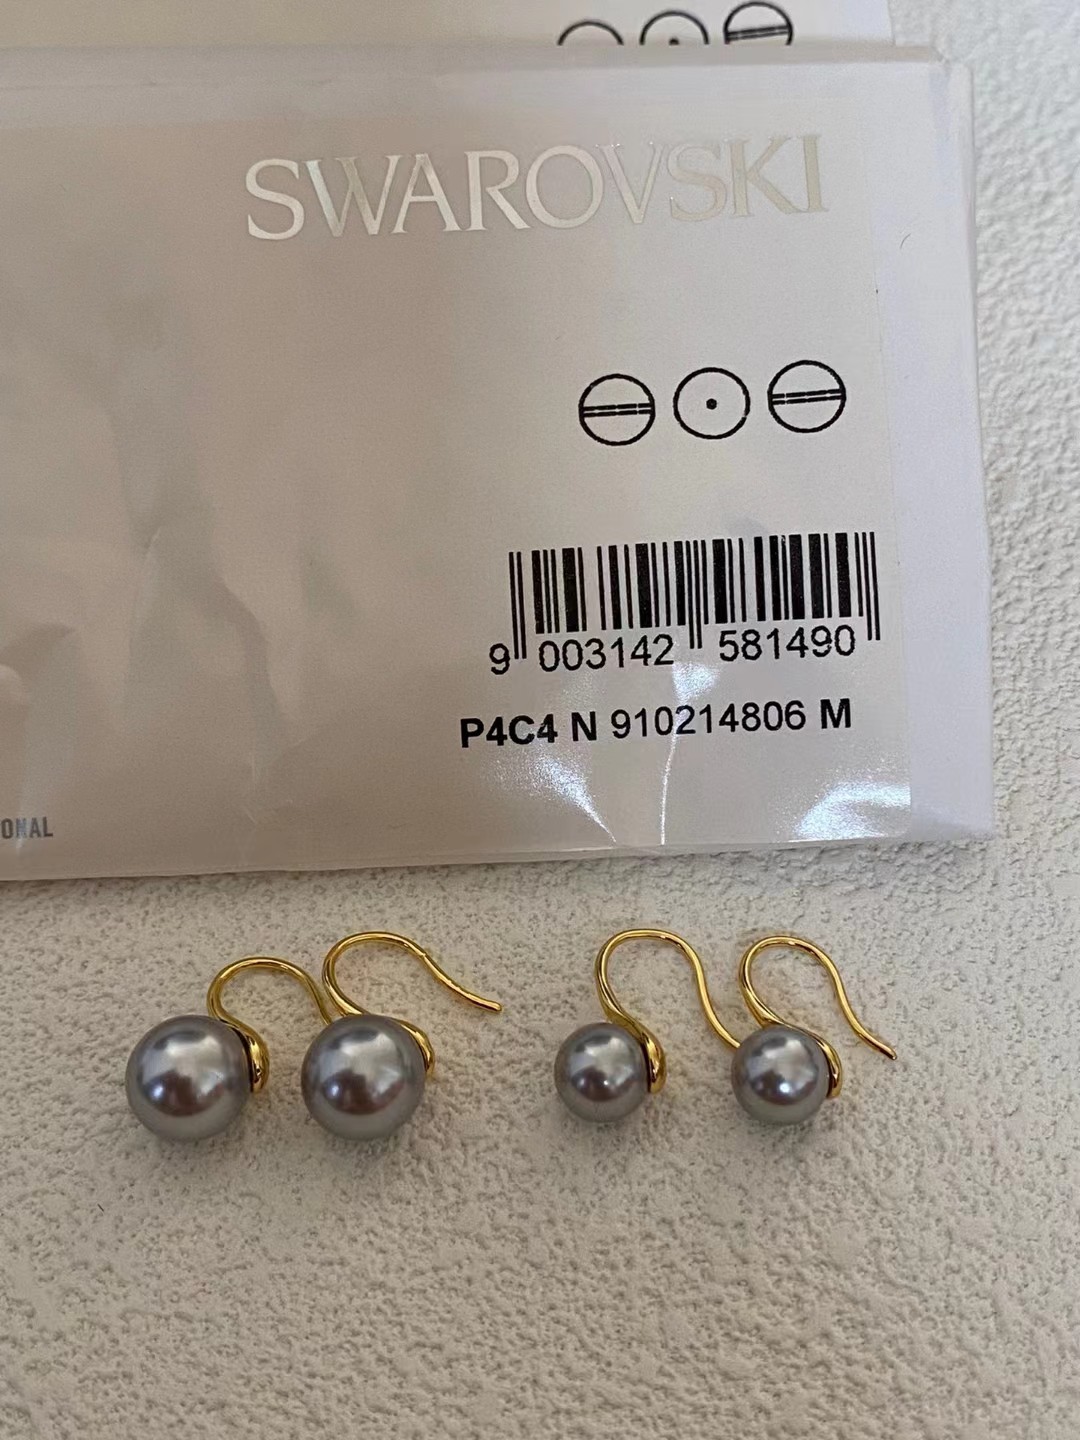 SWAROVSKI
9 003142 581490
P4C4 N 910214806 M
ONAL